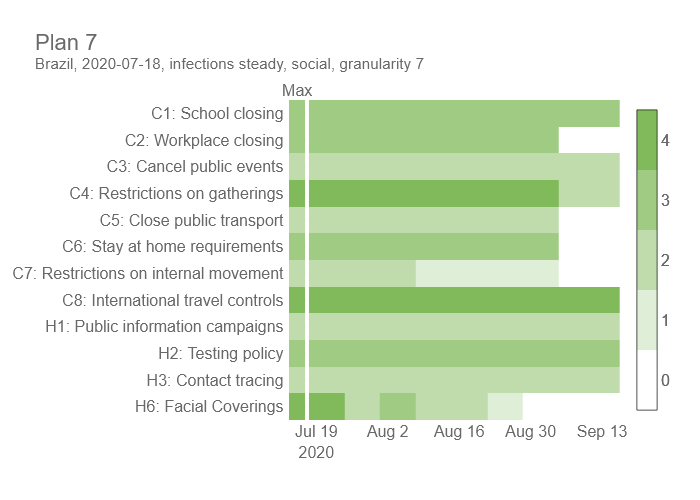 Plan 7
Brazil, 2020-07-18, infections steady, social, granularity 7
Max
C1: School closing
C2: Workplace closing
C3: Cancel public events
C4: Restrictions on gatherings
C5: Close public transport
C6: Stay at home requirements
C7: Restrictions on internal movement
C8: International travel controls
H1: Public information campaigns
H2: Testing policy
H3: Contact tracing
H6: Facial Coverings
Jul 19 Aug 2 Aug 16 Aug 30 Sep 13
2020
4
3
2
1
0